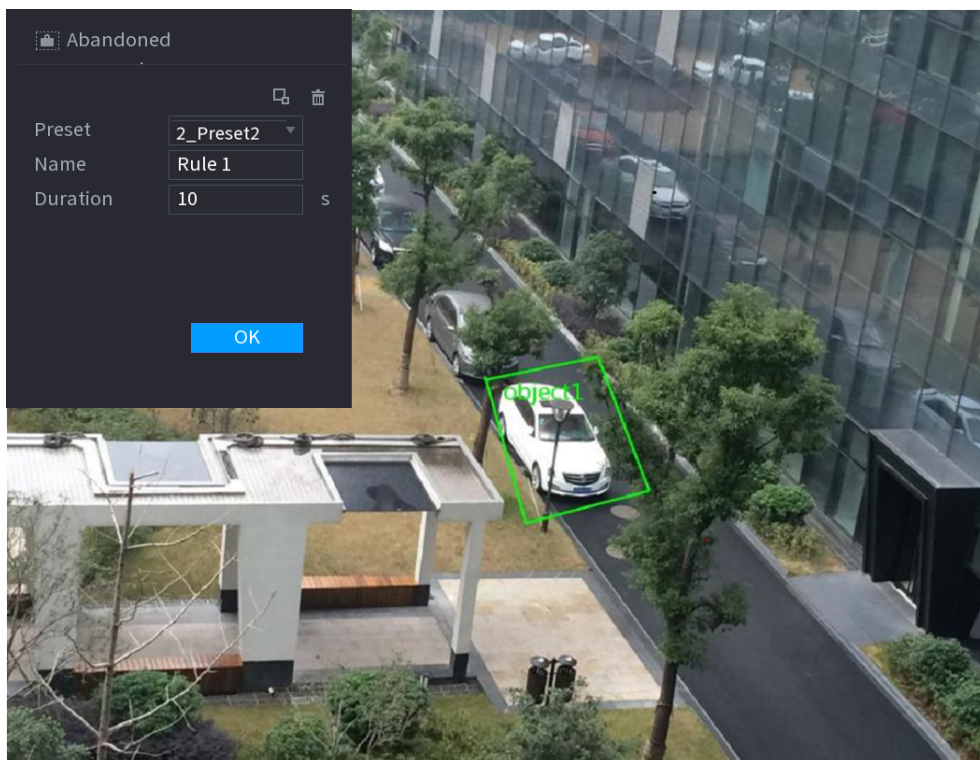 Abandoned
Preset 2_Preset2
Name Rule 1
Duration 10 s
OK
object1